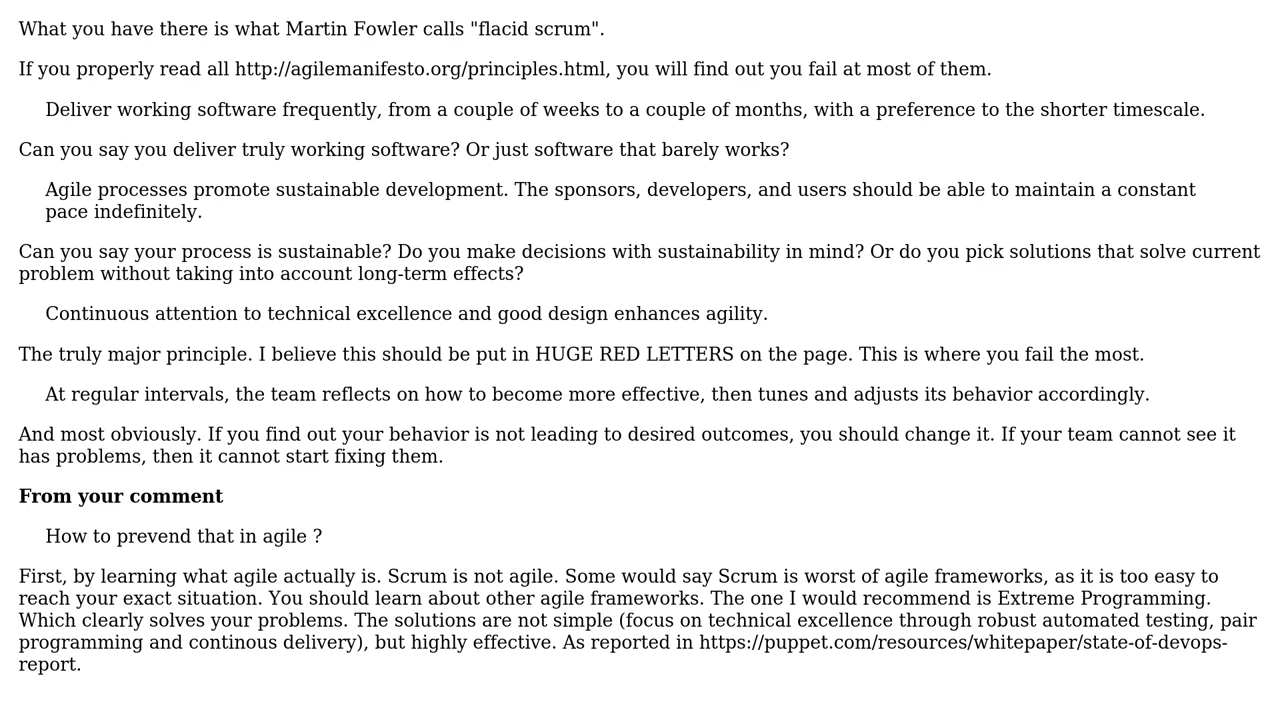 What you have there is what Martin Fowler calls "flacid scrum".
If you properly read all http://agilemanifesto.org/principles.html, you will find out you fail at most of them.
Deliver working software frequently, from a couple of weeks to a couple of months, with a preference to the shorter timescale.
Can you say you deliver truly working software? Or just software that barely works?
Agile processes promote sustainable development. The sponsors, developers, and users should be able to maintain a constant
pace indefinitely.
Can you say your process is sustainable? Do you make decisions with sustainability in mind? Or do you pick solutions that solve current
problem without taking into account long-term effects?
Continuous attention to technical excellence and good design enhances agility.
The truly major principle. I believe this should be put in HUGE RED LETTERS on the page. This is where you fail the most.
At regular intervals, the team reflects on how to become more effective, then tunes and adjusts its behavior accordingly.
And most obviously. If you find out your behavior is not leading to desired outcomes, you should change it. If your team cannot see it
has problems, then it cannot start fixing them.
From your comment
How to prevend that in agile ?
First, by learning what agile actually is. Scrum is not agile. Some would say Scrum is worst of agile frameworks, as it is too easy to
reach your exact situation. You should learn about other agile frameworks. The one I would recommend is Extreme Programming.
Which clearly solves your problems. The solutions are not simple (focus on technical excellence through robust automated testing, pair
programming and continous delivery), but highly effective. As reported in https://puppet.com/resources/whitepaper/state-of-devops-
report.